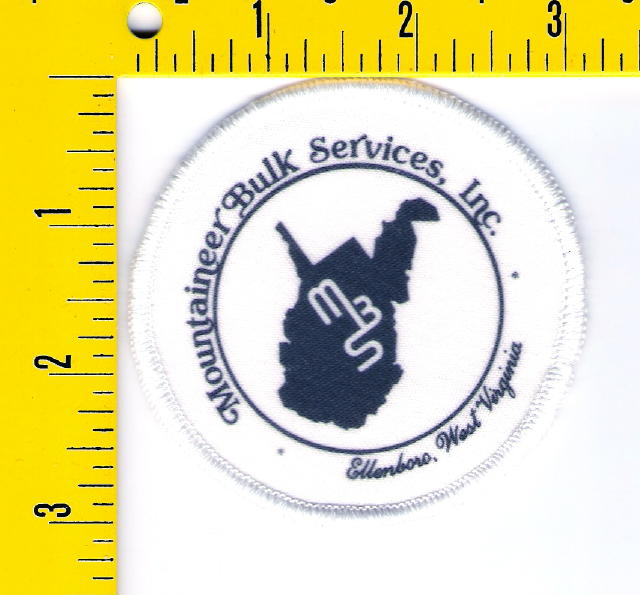 1 2 3
1
2
3
Mountaineer Bulk Services, Inc.
MBS
Ellenboro, West Virginia